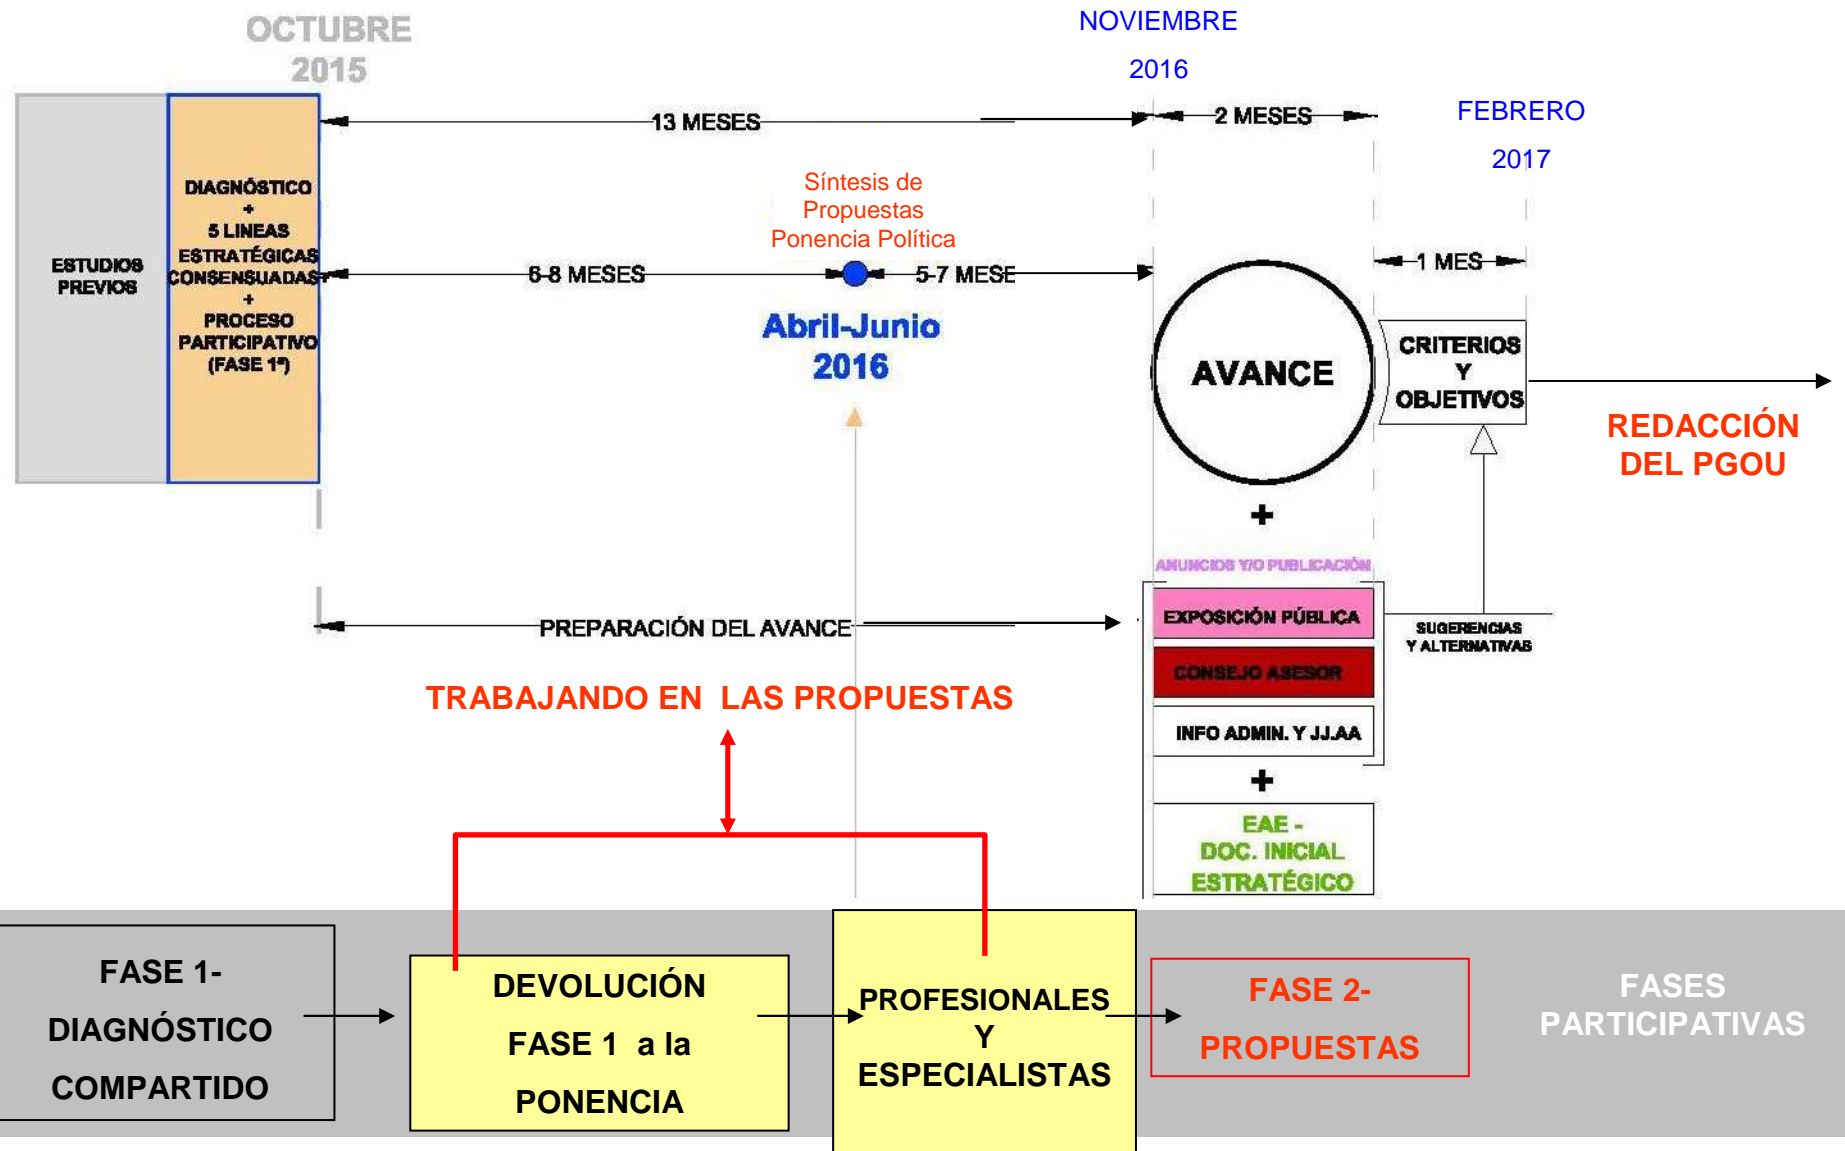 OCTUBRE
2015
NOVIEMBRE
2016
FEBRERO
2017
13 MESES
2 MESES
ESTUDIOS
PREVIOS
DIAGNÓSTICO
+
5 LINEAS
ESTRATÉGICAS
CONSENSUADAS
+
PROCESO
PARTICIPATIVO
(FASE 1ª)
Síntesis de
Propuestas
Ponencia Política
6-8 MESES
5-7 MESE
1 MES
Abril-Junio
2016
AVANCE
CRITERIOS
Y
OBJETIVOS
REDACCIÓN
DEL PGOU
+
ANUNCIOS Y/O PUBLICACIÓN
EXPOSICIÓN PÚBLICA
CONSEJO ASESOR
INFO ADMIN. Y JJ.AA
SUGERENCIAS
Y ALTERNATIVAS
PREPARACIÓN DEL AVANCE
TRABAJANDO EN LAS PROPUESTAS
+
EAE -
DOC. INICIAL
ESTRATÉGICO
FASE 1-
DIAGNÓSTICO
COMPARTIDO
DEVOLUCIÓN
FASE 1 a la
PONENCIA
PROFESIONALES
Y
ESPECIALISTAS
FASE 2-
PROPUESTAS
FASES
PARTICIPATIVAS